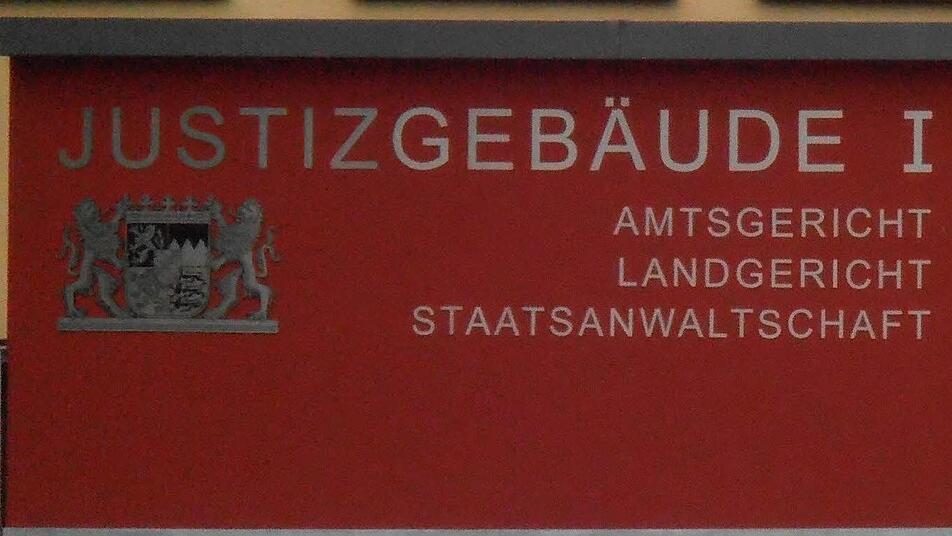 JUSTIZGEBÄUDE I
AMTSGERICHT
LANDGERICHT
STAATSANWALTSCHAFT